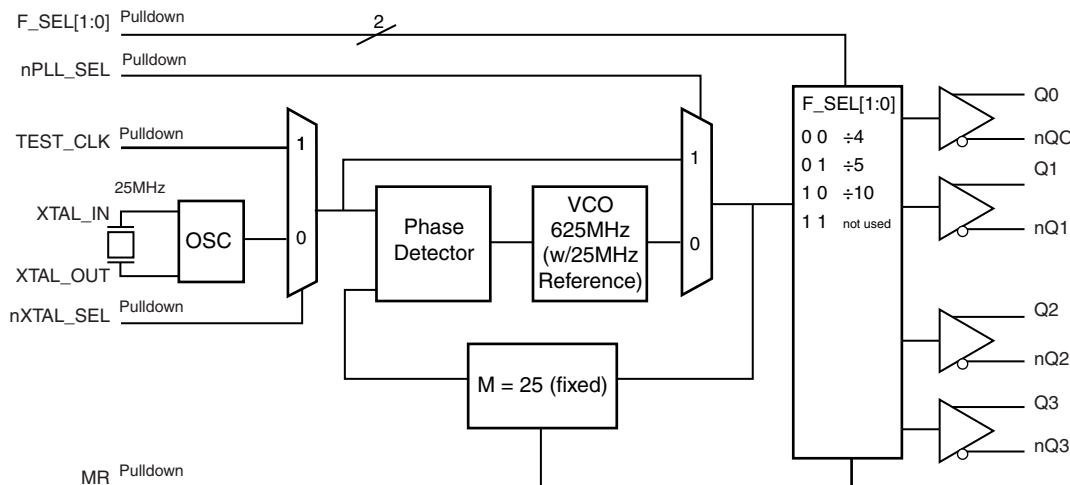 F_SEL[1:0] Pulldown
2
nPLL_SEL Pulldown
TEST_CLK Pulldown
25MHz
XTAL_IN
XTAL_OUT
OSC
nXTAL_SEL Pulldown
1
0
Phase
Detector
VCO
625MHz
(w/25MHz
Reference)
1
0
M = 25 (fixed)
MR Pulldown
F_SEL[1:0]
0 0 ÷4
0 1 ÷5
1 0 ÷10
1 1 not used
Q0
nQC
Q1
nQ1
Q2
nQ2
Q3
nQ3